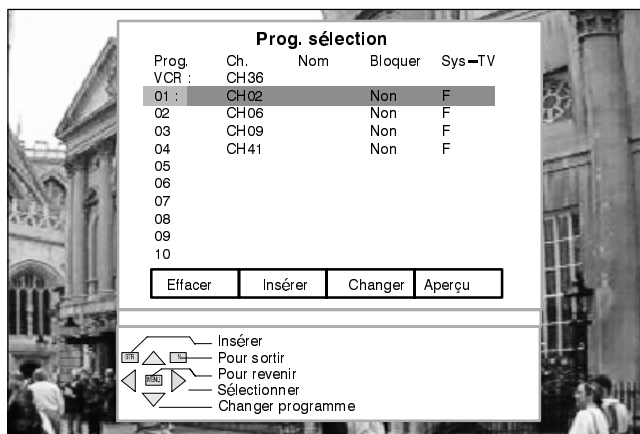 Prog. sélection
Prog. Ch. Nom Bloquer Sys-TV
VCR : CH36
01 : CH02 Non F
02 CH06 Non F
03 CH09 Non F
04 CH41 Non F
05
06
07
08
09
10
Effacer Insérer Changer Aperçu
Insérer
STR N Pour sortir
MENU Pour revenir
Sélectionner
Changer programme